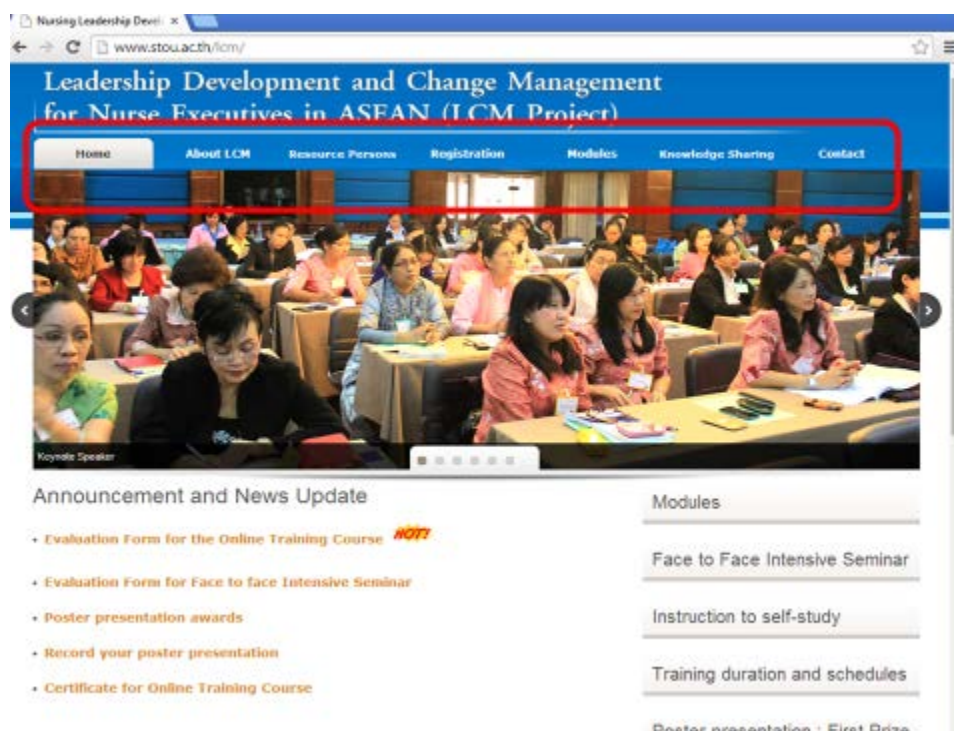 Nursing Leadership Devel
www.stou.ac.th/lcm/
Leadership Development and Change Management
for Nurse Executives in ASEAN (LCM Project)
Home About LCM Resource Persons Registration Modules Knowledge Sharing Contact
Keynote Speaker
Announcement and News Update
Evaluation Form for the Online Training Course HOT!
Evaluation Form for Face to face Intensive Seminar
Poster presentation awards
Record your poster presentation
Certificate for Online Training Course
Modules
Face to Face Intensive Seminar
Instruction to self-study
Training duration and schedules
Poster presentation : First Prize